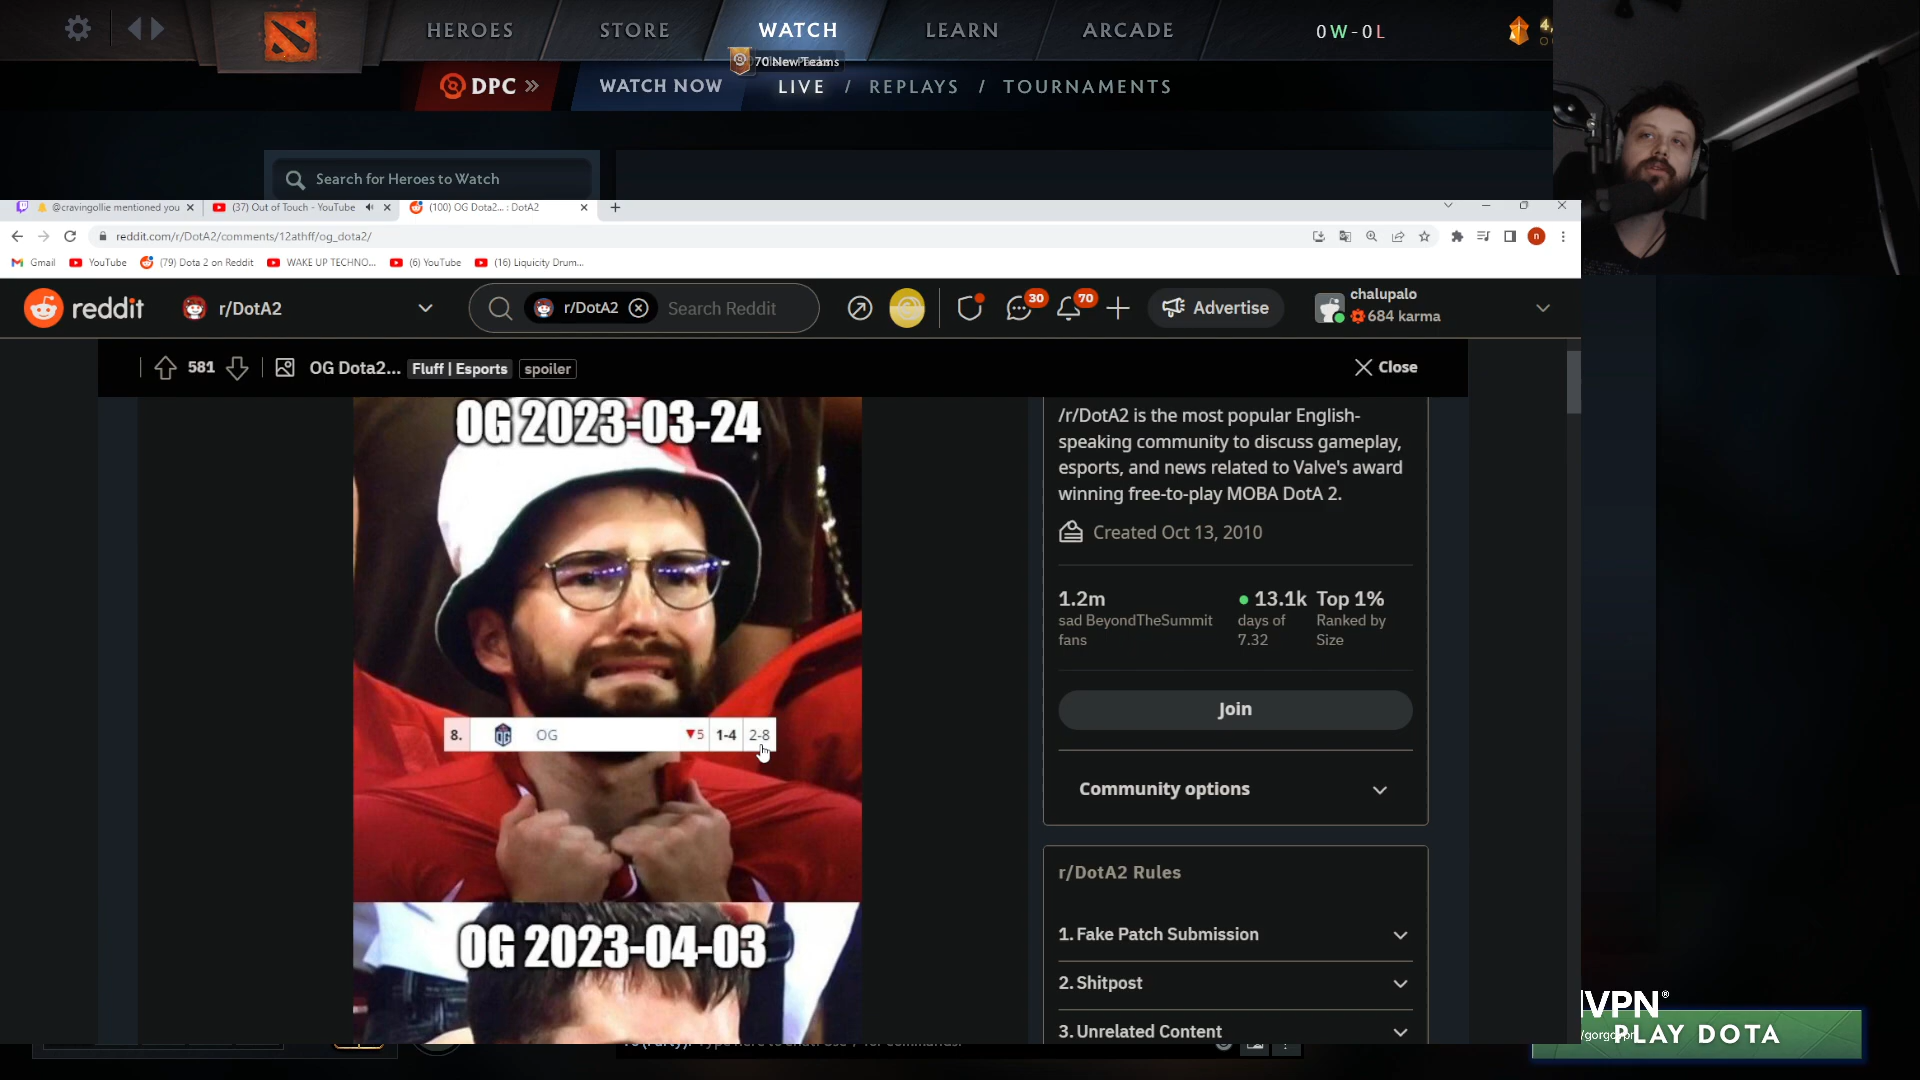 HEROES
STORE
WATCH
LEARN
ARCADE
0 W - 0 L
4,
70 New Teams
DPC
WATCH NOW
LIVE / REPLAYS / TOURNAMENTS
Search for Heroes to Watch
@cravingollie mentioned you
(37) Out of Touch - YouTube
(100) OG Dota2... : DotA2
reddit.com/r/DotA2/comments/12athff/og_dota2/
n
Gmail
YouTube
(79) Dota 2 on Reddit
WAKE UP TECHNO...
(6) YouTube
(16) Liquicity Drum...
reddit
r/DotA2
r/DotA2
Search Reddit
30
70
Advertise
chalupalo
684 karma
581
OG Dota2...
Fluff | Esports
spoiler
Close
OG 2023-03-24
8.
OG
OG
▼5
1-4
2-8
OG 2023-04-03
/r/DotA2 is the most popular English-
speaking community to discuss gameplay,
esports, and news related to Valve's award
winning free-to-play MOBA DotA 2.
Created Oct 13, 2010
1.2m
sad BeyondTheSummit
fans
13.1k
days of
7.32
Top 1%
Ranked by
Size
Join
Community options
r/DotA2 Rules
1. Fake Patch Submission
2. Shitpost
3. Unrelated Content
VPN®
PLAY DOTA